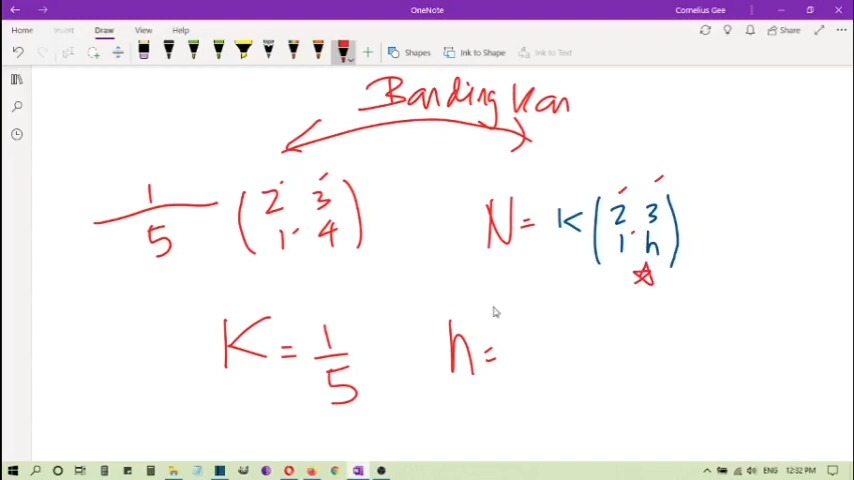 OneNote
Cornelius Gee
Home Insert Draw View Help
Share
Shapes Ink to Shape Ink to Text
Banding kan
1/5 (2 3
1 4)
N = K (2 3
1 h)
K = 1/5 h =
ENG 12:32 PM